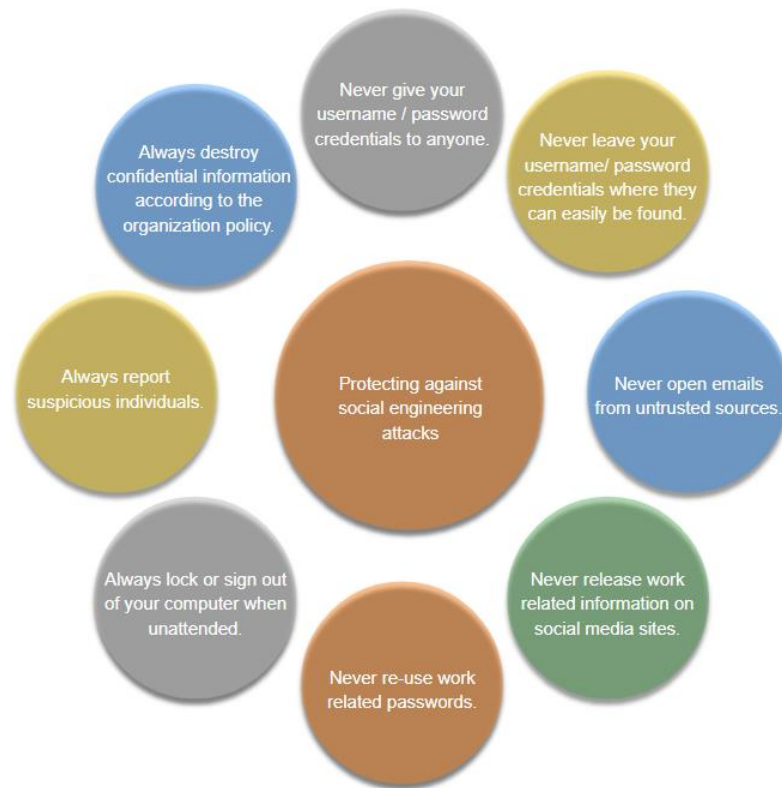 Never give your
username / password
credentials to anyone.
Never leave your
username/ password
credentials where they
can easily be found.
Never open emails
from untrusted sources.
Never release work
related information on
social media sites.
Never re-use work
related passwords.
Always lock or sign out
of your computer when
unattended.
Always report
suspicious individuals.
Always destroy
confidential information
according to the
organization policy.
Protecting against
social engineering
attacks